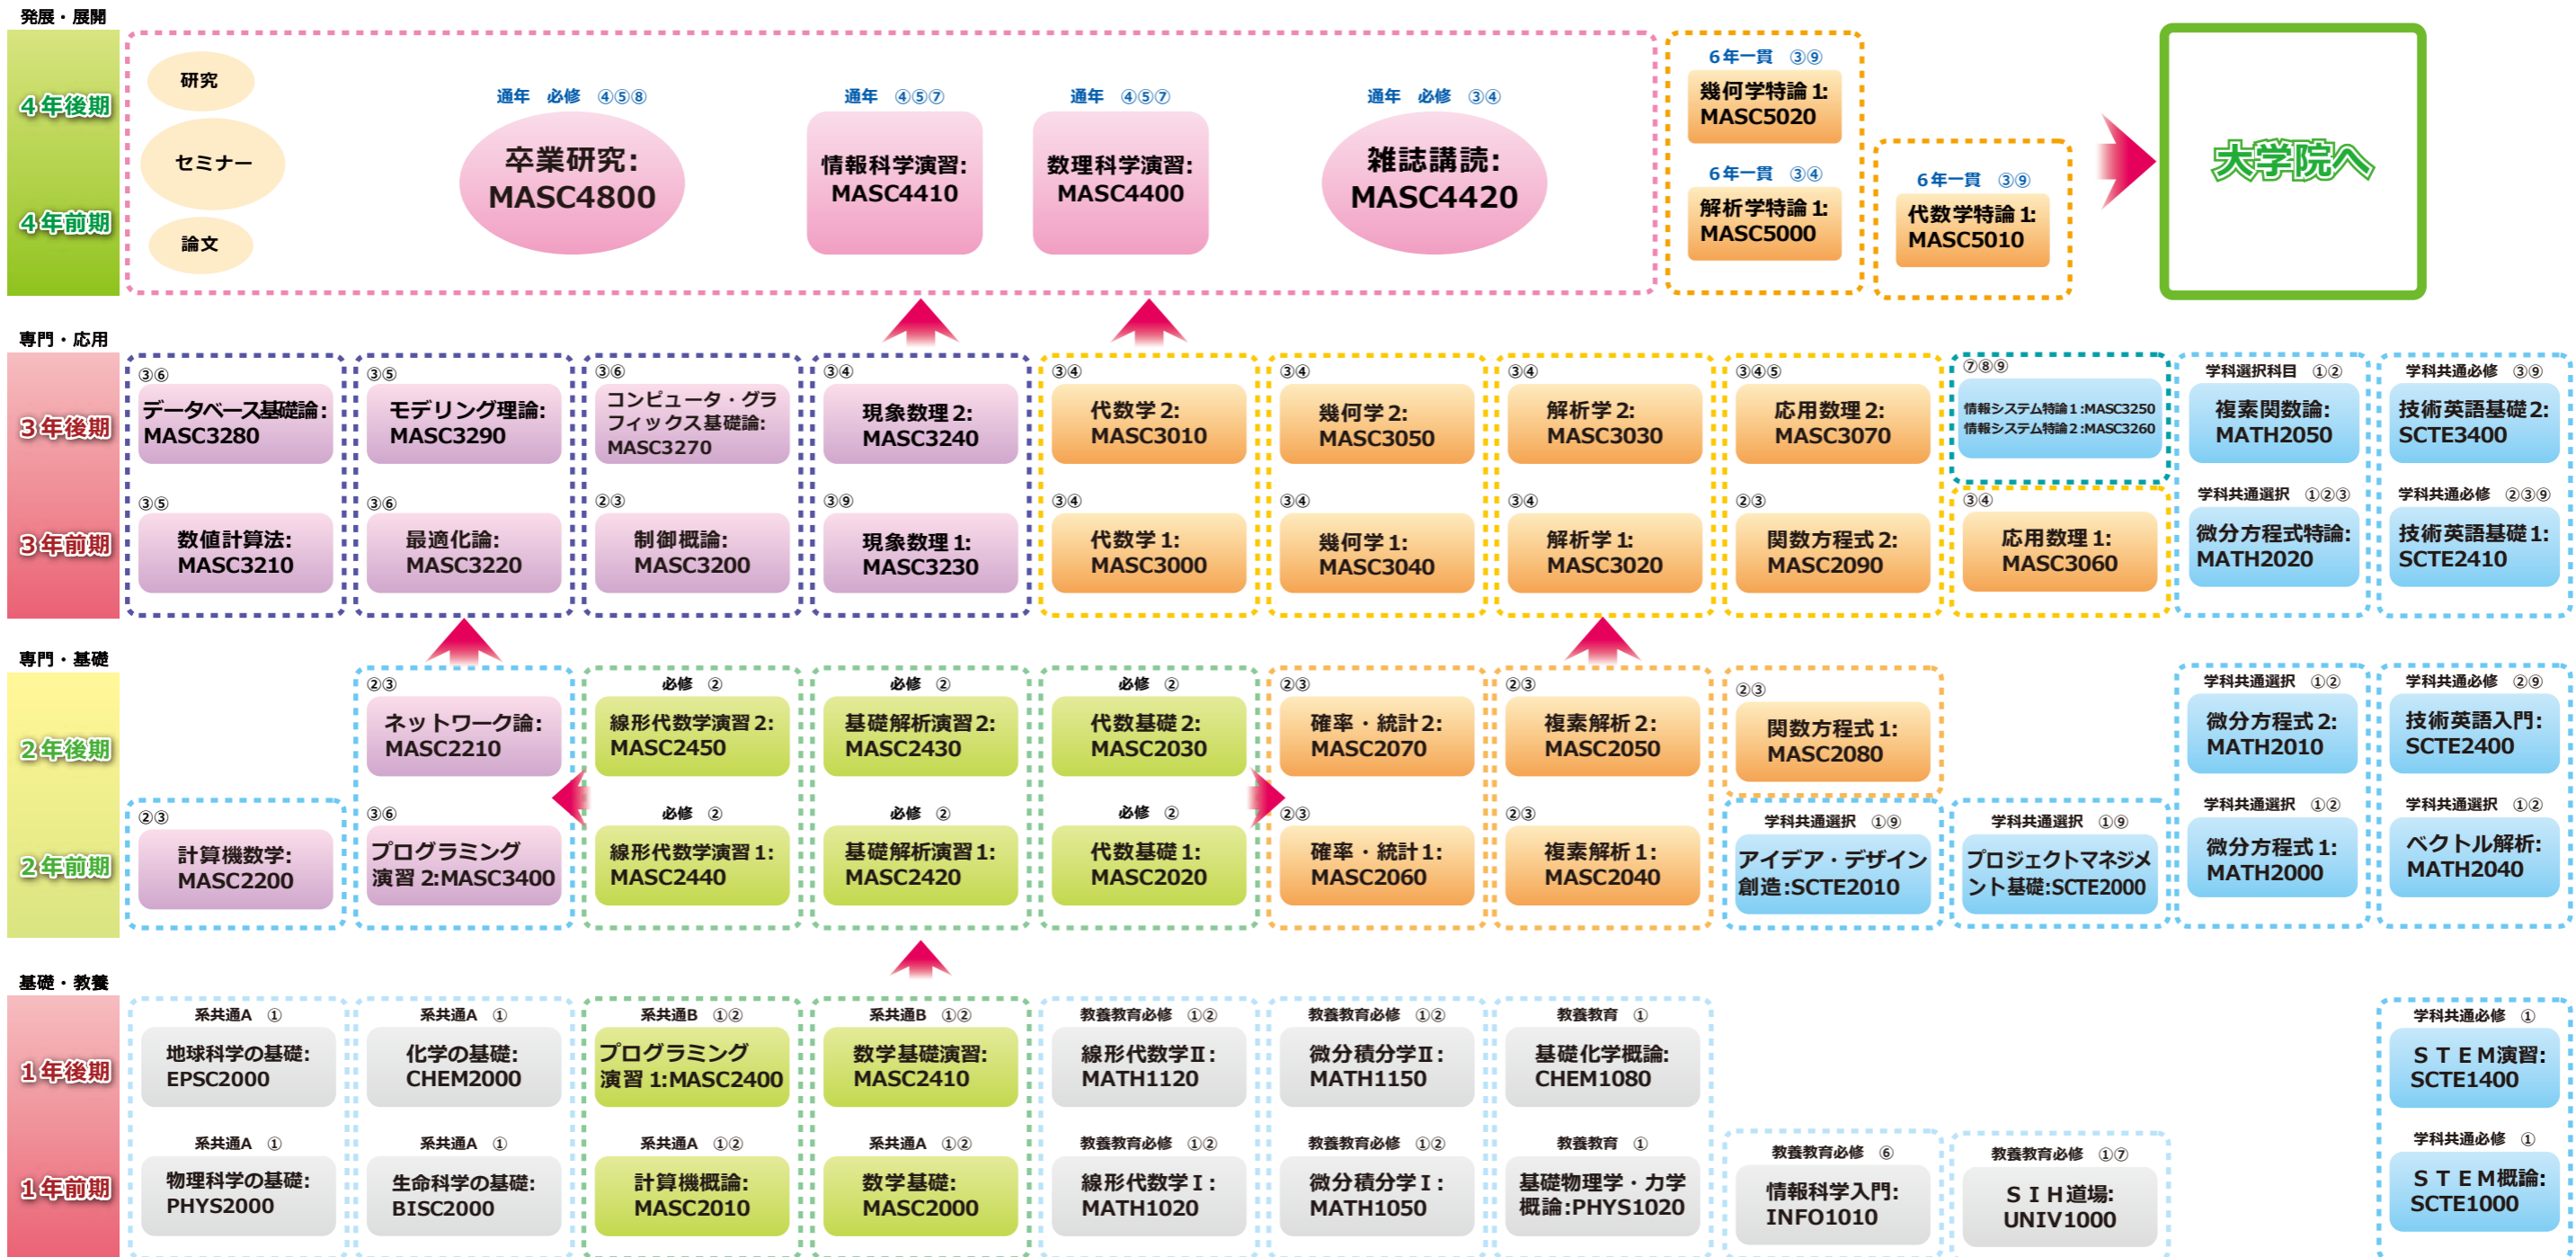 発展・展開
4年後期
4年前期
研究
セミナー
論文
通年 必修 ④⑤⑧
卒業研究:
MASC4800
通年 ④⑤⑦
情報科学演習:
MASC4410
通年 ④⑤⑦
数理科学演習:
MASC4400
通年 必修 ③④
雑誌講読:
MASC4420
6年一貫 ③⑨
幾何学特論1:
MASC5020
6年一貫 ③④
解析学特論1:
MASC5000
6年一貫 ③⑨
代数学特論1:
MASC5010
大学院へ
専門・応用
3年後期
③⑥
データベース基礎論:
MASC3280
③⑤
モデリング理論:
MASC3290
③⑥
コンピュータ・グラ
フィックス基礎論:
MASC3270
③④
現象数理2:
MASC3240
③④
代数学2:
MASC3010
③④
幾何学2:
MASC3050
③④
解析学2:
MASC3030
③④⑤
応用数理2:
MASC3070
⑦⑧⑨
情報システム特論1:MASC3250
情報システム特論2:MASC3260
学科選択科目 ①②
複素関数論:
MATH2050
学科共通必修 ③⑨
技術英語基礎2:
SCTE3400
3年前期
③⑤
数値計算法:
MASC3210
③⑥
最適化論:
MASC3220
②③
制御概論:
MASC3200
③⑨
現象数理1:
MASC3230
③④
代数学1:
MASC3000
③④
幾何学1:
MASC3040
③④
解析学1:
MASC3020
②③
関数方程式2:
MASC2090
③④
応用数理1:
MASC3060
学科共通選択 ①②③
微分方程式特論:
MATH2020
学科共通必修 ②③⑨
技術英語基礎1:
SCTE2410
専門・基礎
2年後期
②③
ネットワーク論:
MASC2210
必修 ②
線形代数学演習2:
MASC2450
必修 ②
基礎解析演習2:
MASC2430
必修 ②
代数基礎2:
MASC2030
②③
確率・統計2:
MASC2070
②③
複素解析2:
MASC2050
②③
関数方程式1:
MASC2080
学科共通選択 ①②
微分方程式2:
MATH2010
学科共通必修 ②⑨
技術英語入門:
SCTE2400
2年前期
②③
計算機数学:
MASC2200
③⑥
プログラミング
演習2:MASC3400
必修 ②
線形代数学演習1:
MASC2440
必修 ②
基礎解析演習1:
MASC2420
必修 ②
代数基礎1:
MASC2020
②③
確率・統計1:
MASC2060
②③
複素解析1:
MASC2040
学科共通選択 ①⑨
アイデア・デザイン
創造:SCTE2010
学科共通選択 ①⑨
プロジェクトマネジメ
ント基礎:SCTE2000
学科共通選択 ①②
微分方程式1:
MATH2000
学科共通選択 ①②
ベクトル解析:
MATH2040
基礎・教養
1年後期
系共通A ①
地球科学の基礎:
EPSC2000
系共通A ①
化学の基礎:
CHEM2000
系共通B ①②
プログラミング
演習1:MASC2400
系共通B ①②
数学基礎演習:
MASC2410
教養教育必修 ①②
線形代数学Ⅱ:
MATH1120
教養教育必修 ①②
微分積分学Ⅱ:
MATH1150
教養教育 ①
基礎化学概論:
CHEM1080
学科共通必修 ①
STEM演習:
SCTE1400
1年前期
系共通A ①
物理科学の基礎:
PHYS2000
系共通A ①
生命科学の基礎:
BISC2000
系共通A ①②
計算機概論:
MASC2010
系共通A ①②
数学基礎:
MASC2000
教養教育必修 ①②
線形代数学Ⅰ:
MATH1020
教養教育必修 ①②
微分積分学Ⅰ:
MATH1050
教養教育 ①
基礎物理学・力学
概論:PHYS1020
教養教育必修 ⑥
情報科学入門:
INFO1010
教養教育必修 ①⑦
SIH道場:
UNIV1000
学科共通必修 ①
STEM概論:
SCTE1000